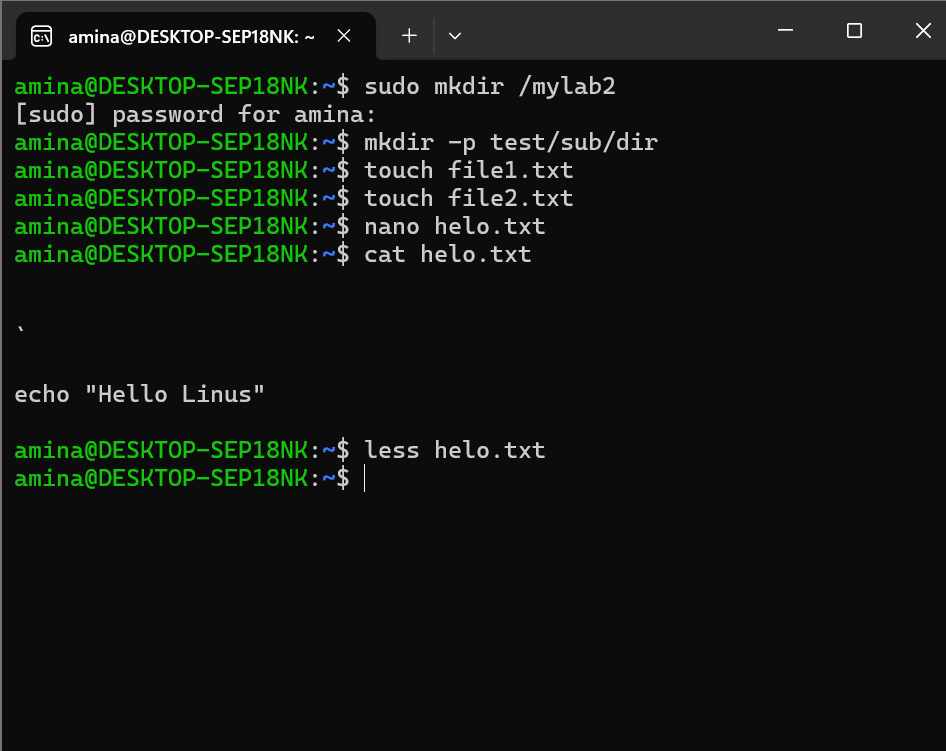 amina@DESKTOP-SEP18NK: ~
amina@DESKTOP-SEP18NK:~$ sudo mkdir /mylab2
[sudo] password for amina:
amina@DESKTOP-SEP18NK:~$ mkdir -p test/sub/dir
amina@DESKTOP-SEP18NK:~$ touch file1.txt
amina@DESKTOP-SEP18NK:~$ touch file2.txt
amina@DESKTOP-SEP18NK:~$ nano helo.txt
amina@DESKTOP-SEP18NK:~$ cat helo.txt
`
echo "Hello Linus"
amina@DESKTOP-SEP18NK:~$ less helo.txt
amina@DESKTOP-SEP18NK:~$